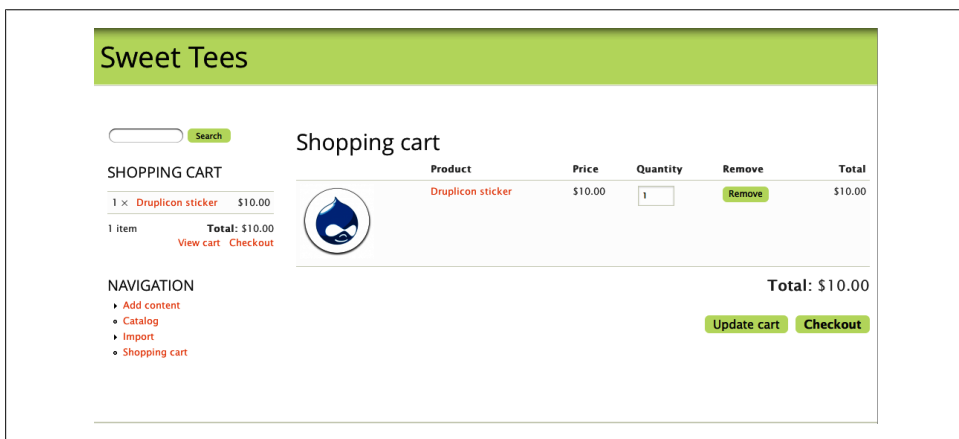 Sweet Tees
Search
SHOPPING CART
1 × Druplicon sticker $10.00
1 item Total: $10.00
View cart Checkout
NAVIGATION
Add content
Catalog
Import
Shopping cart
Shopping cart
Product Price Quantity Remove Total
Druplicon sticker $10.00 1 Remove $10.00
Total: $10.00
Update cart Checkout